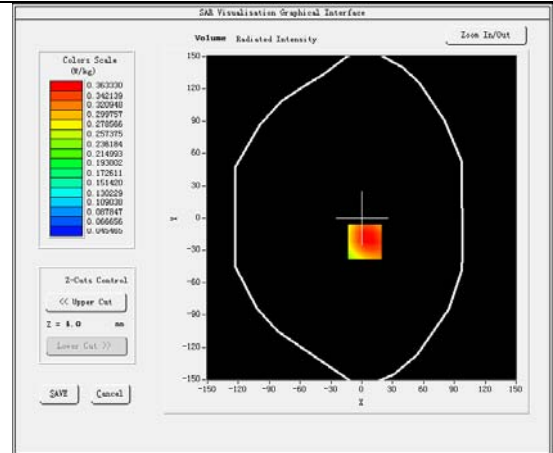 SAR Visualisation Graphical Interface
Volume Radiated Intensity
Zoom In/Out
Colors Scale
(W/kg)
0.363330
0.342139
0.320948
0.299757
0.278566
0.257375
0.236184
0.214993
0.193802
0.172611
0.151420
0.130229
0.109038
0.087847
0.066656
0.045465
150
120
90
60
30
0
-30
-60
-90
-120
-150
Y
-150 -120 -90 -60 -30 0 30 60 90 120 150
X
Z-Cuts Control
<< Upper Cut
Z = 4.0 mm
Lower Cut >>
SAVE Cancel